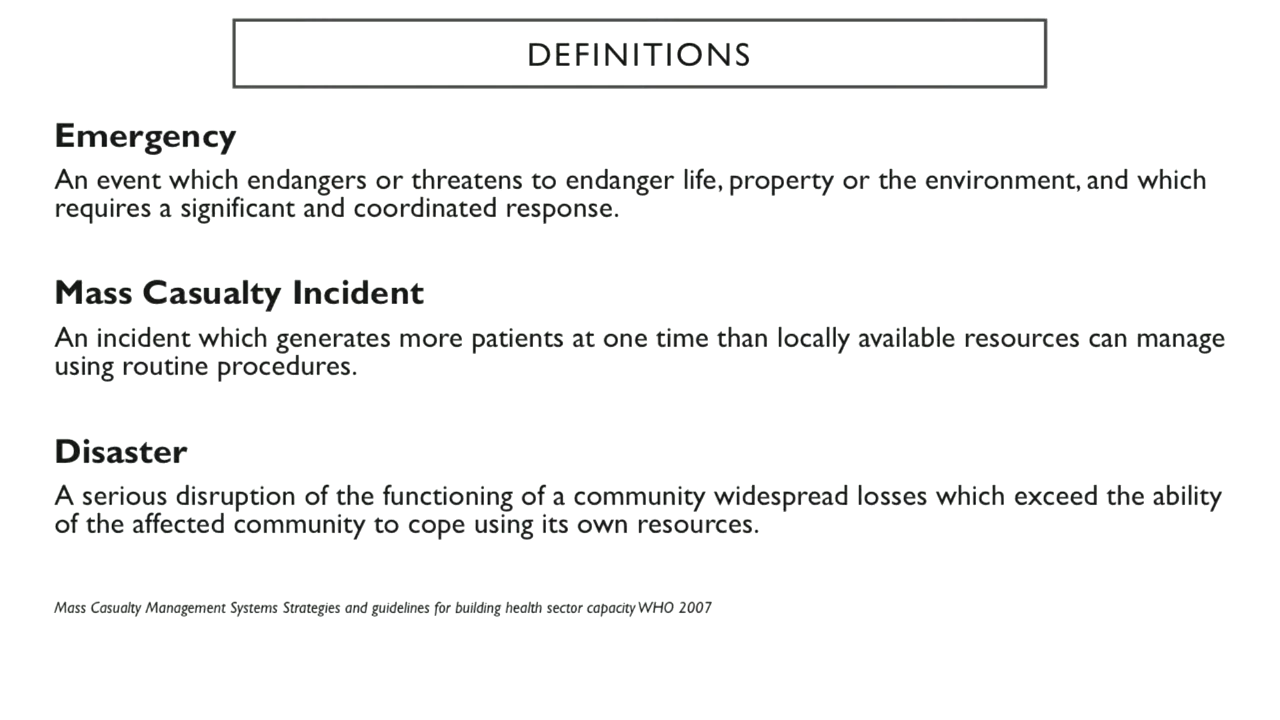 DEFINITIONS
Emergency
An event which endangers or threatens to endanger life, property or the environment, and which
requires a significant and coordinated response.
Mass Casualty Incident
An incident which generates more patients at one time than locally available resources can manage
using routine procedures.
Disaster
A serious disruption of the functioning of a community widespread losses which exceed the ability
of the affected community to cope using its own resources.
Mass Casualty Management Systems Strategies and guidelines for building health sector capacity WHO 2007